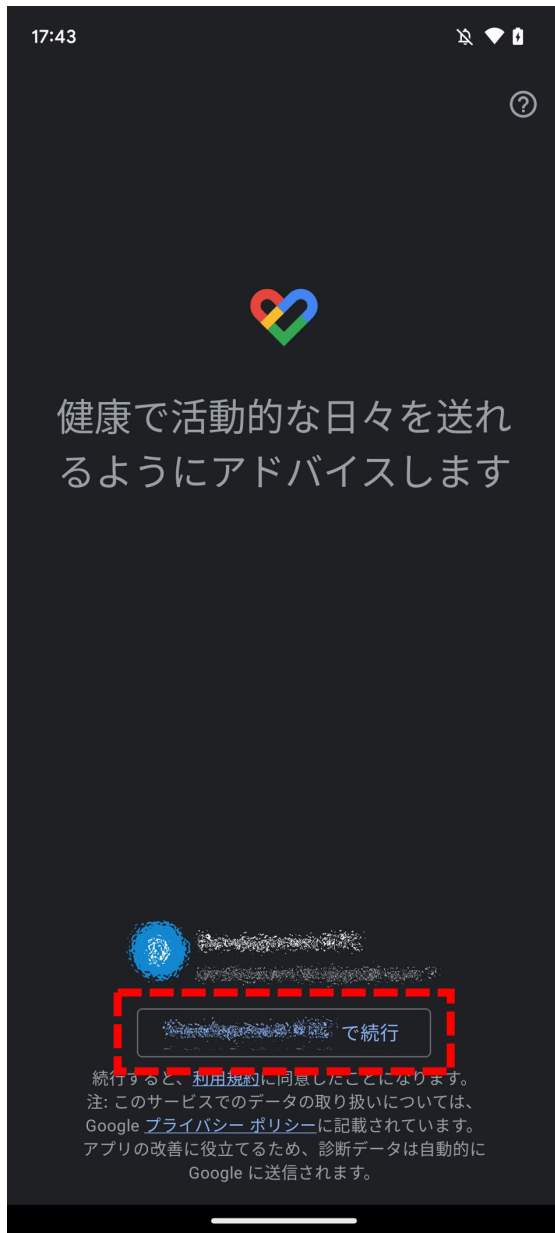 17:43
健康で活動的な日々を送れ
るようにアドバイスします
で続行
続行すると、利用規約に同意したことになります。
注: このサービスでのデータの取り扱いについては、
Google プライバシー ポリシーに記載されています。
アプリの改善に役立てるため、診断データは自動的に
Google に送信されます。